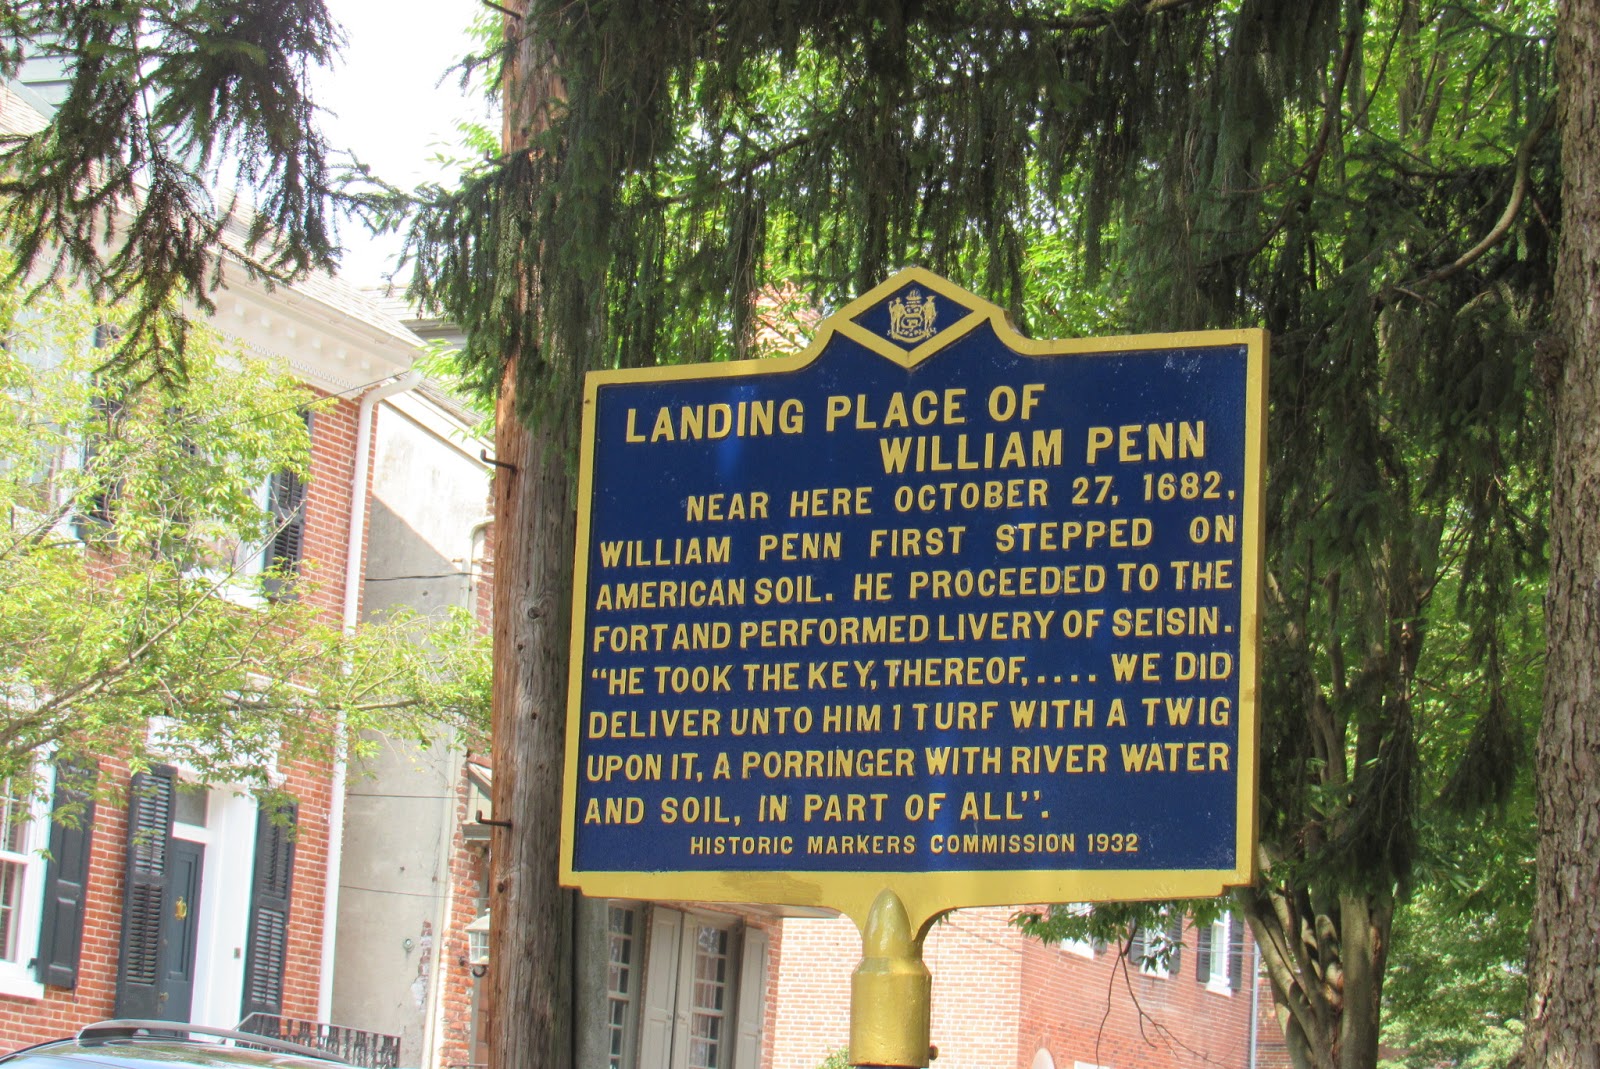 LANDING PLACE OF
WILLIAM PENN
NEAR HERE OCTOBER 27, 1682,
WILLIAM PENN FIRST STEPPED ON
AMERICAN SOIL. HE PROCEEDED TO THE
FORT AND PERFORMED LIVERY OF SEISIN.
"HE TOOK THE KEY, THEREOF,.... WE DID
DELIVER UNTO HIM 1 TURF WITH A TWIG
UPON IT, A PORRINGER WITH RIVER WATER
AND SOIL, IN PART OF ALL".
HISTORIC MARKERS COMMISSION 1932